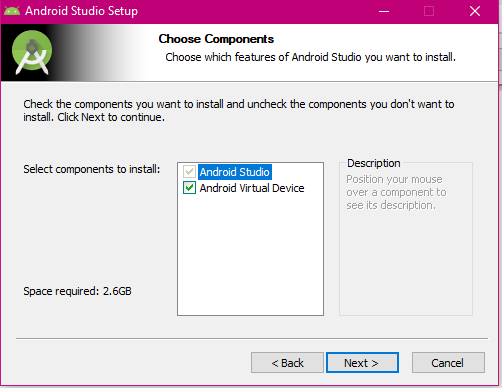 Android Studio Setup
Choose Components
Choose which features of Android Studio you want to install.
Check the components you want to install and uncheck the components you don't want to
install. Click Next to continue.
Select components to install:
Android Studio
Android Virtual Device
Description
Position your mouse
over a component to
see its description.
Space required: 2.6GB
< Back
Next >
Cancel